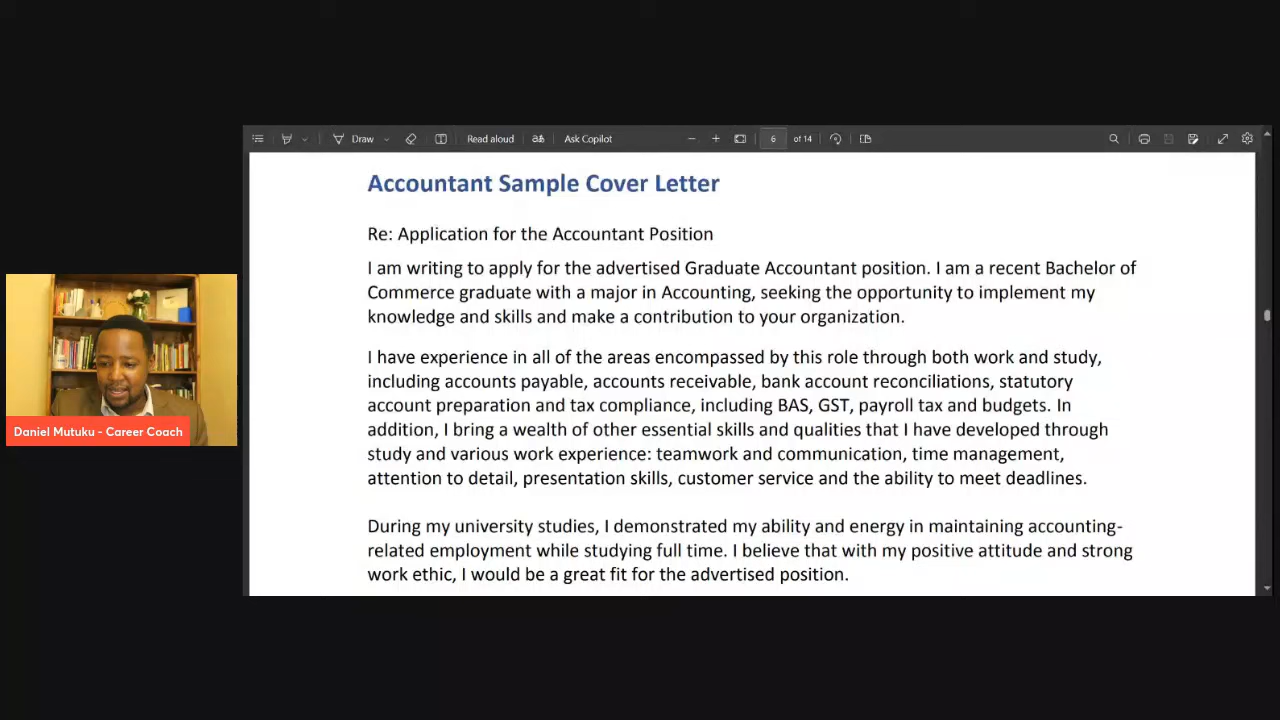 Draw
Read aloud
Ask Copilot
6
of 14
Accountant Sample Cover Letter
Re: Application for the Accountant Position
I am writing to apply for the advertised Graduate Accountant position. I am a recent Bachelor of
Commerce graduate with a major in Accounting, seeking the opportunity to implement my
knowledge and skills and make a contribution to your organization.
I have experience in all of the areas encompassed by this role through both work and study,
including accounts payable, accounts receivable, bank account reconciliations, statutory
account preparation and tax compliance, including BAS, GST, payroll tax and budgets. In
addition, I bring a wealth of other essential skills and qualities that I have developed through
study and various work experience: teamwork and communication, time management,
attention to detail, presentation skills, customer service and the ability to meet deadlines.
During my university studies, I demonstrated my ability and energy in maintaining accounting-
related employment while studying full time. I believe that with my positive attitude and strong
work ethic, I would be a great fit for the advertised position.
Daniel Mutuku - Career Coach